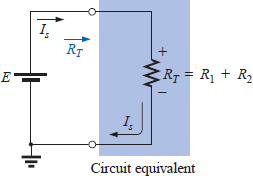 I_s
R_T
E
+
R_T = R_1 + R_2
−
I_s
Circuit equivalent